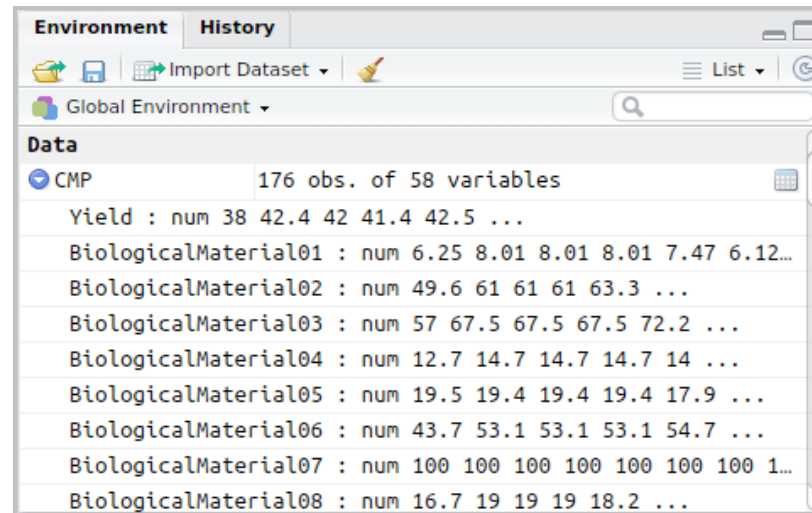 Environment History
Import Dataset List
Global Environment
Data
CMP 176 obs. of 58 variables
Yield : num 38 42.4 42 41.4 42.5 ...
BiologicalMaterial01 : num 6.25 8.01 8.01 8.01 7.47 6.12…
BiologicalMaterial02 : num 49.6 61 61 61 63.3 ...
BiologicalMaterial03 : num 57 67.5 67.5 67.5 72.2 ...
BiologicalMaterial04 : num 12.7 14.7 14.7 14.7 14 ...
BiologicalMaterial05 : num 19.5 19.4 19.4 19.4 17.9 ...
BiologicalMaterial06 : num 43.7 53.1 53.1 53.1 54.7 ...
BiologicalMaterial07 : num 100 100 100 100 100 100 100 1…
BiologicalMaterial08 : num 16.7 19 19 19 18.2 ...